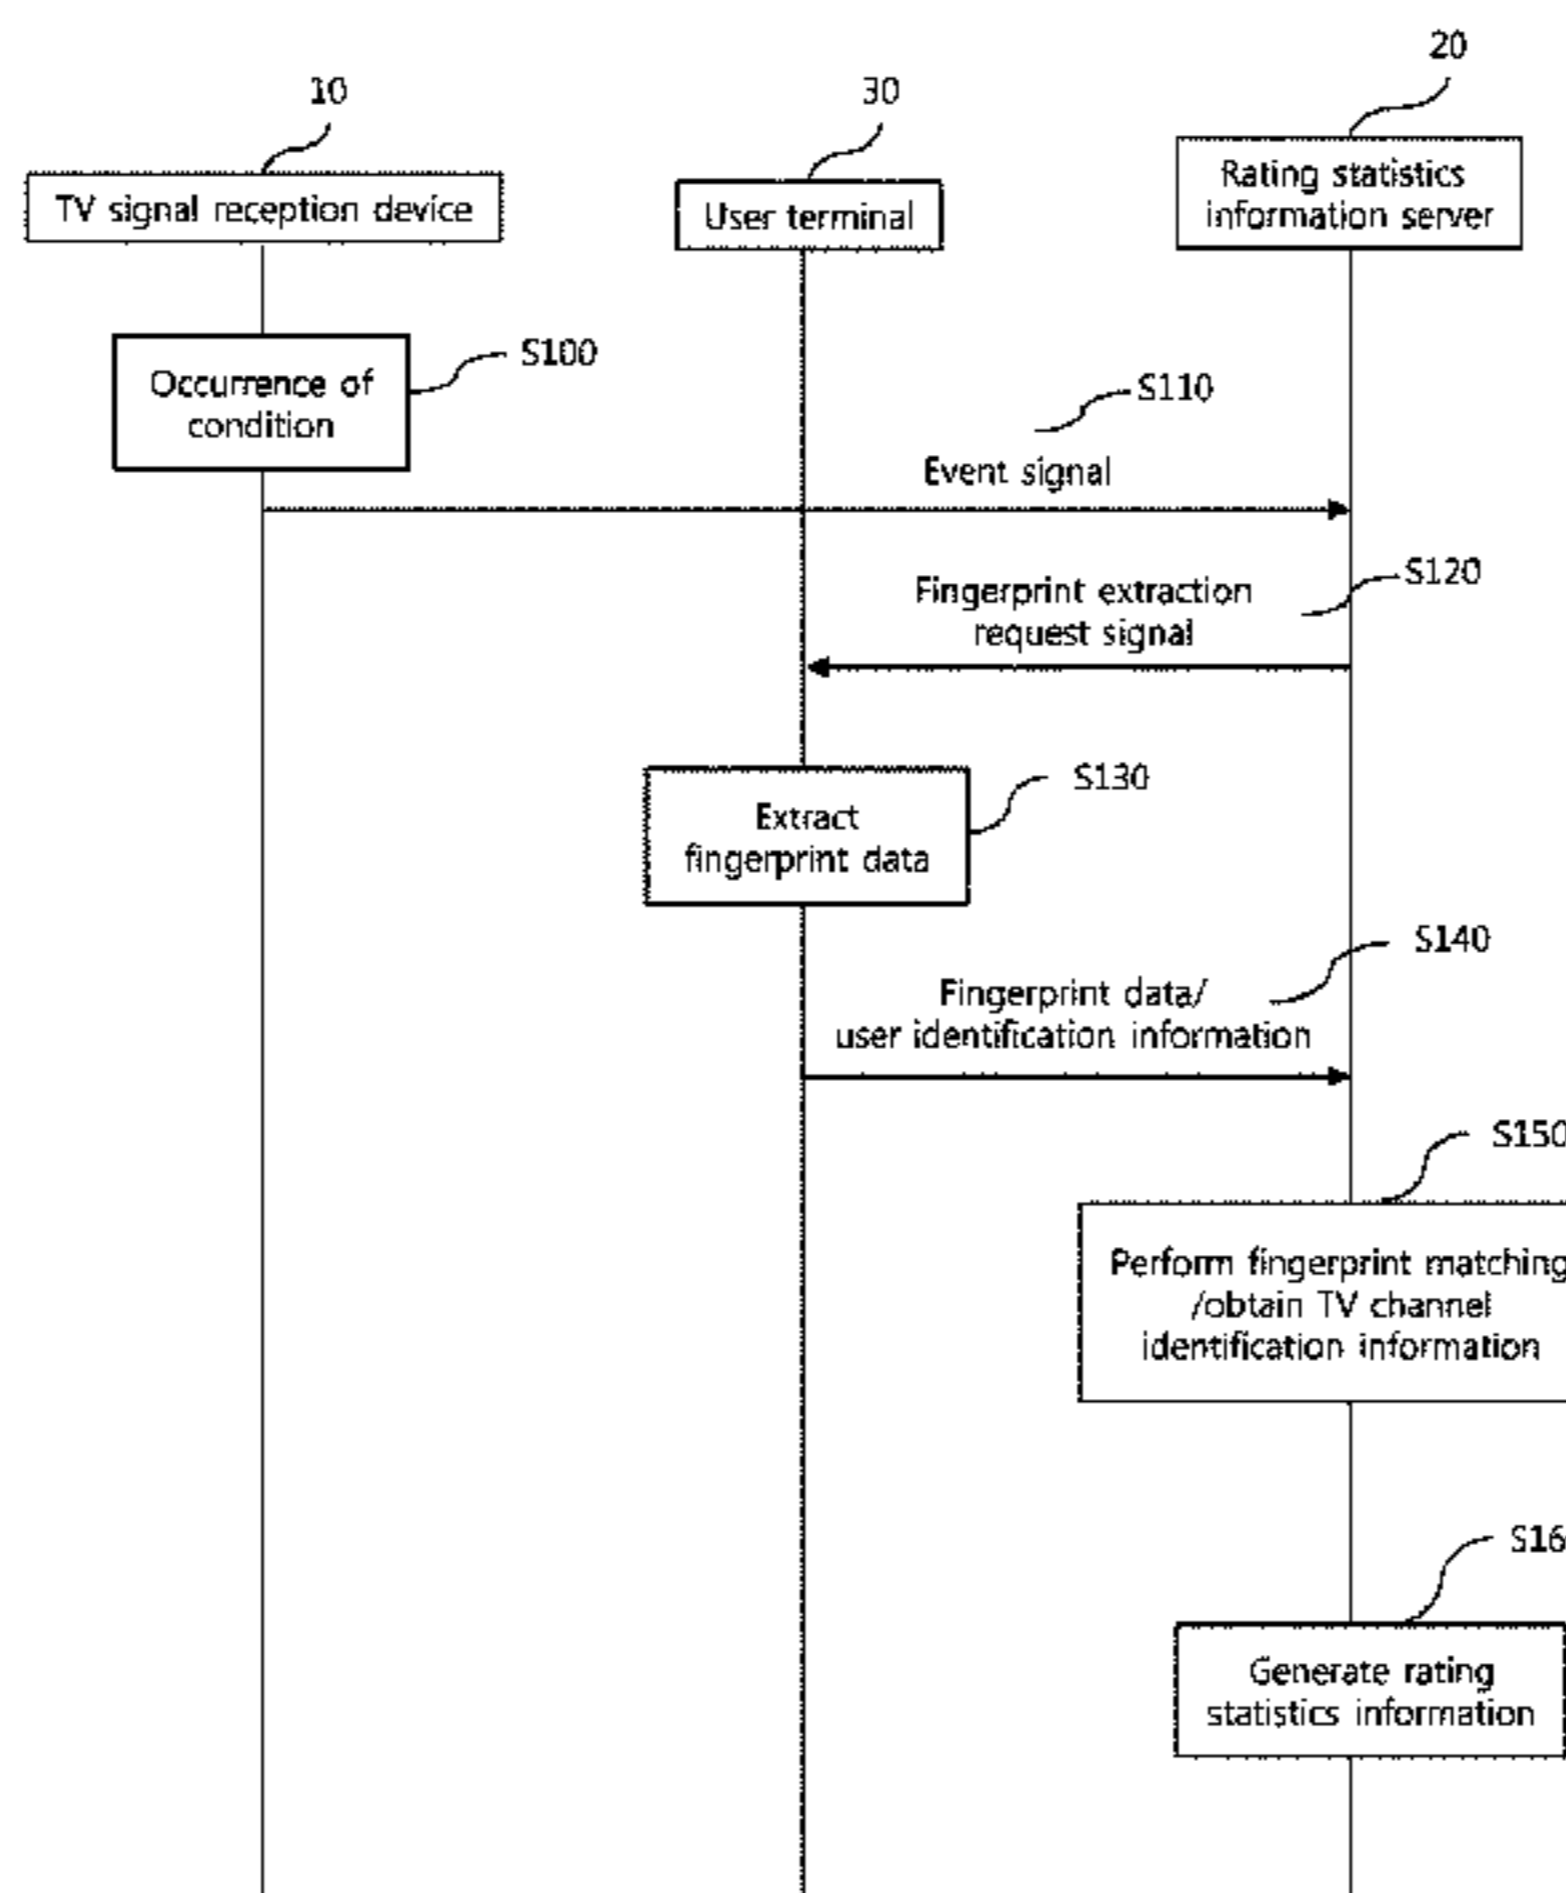 20
10
30
TV signal reception device
User terminal
Rating statistics
information server
Occurrence of
condition
S100
S110
Event signal
S120
Fingerprint extraction
request signal
S130
Extract
fingerprint data
S140
Fingerprint data/
user identification information
S150
Perform fingerprint matching
/obtain TV channel
identification information
S16
Generate rating
statistics information